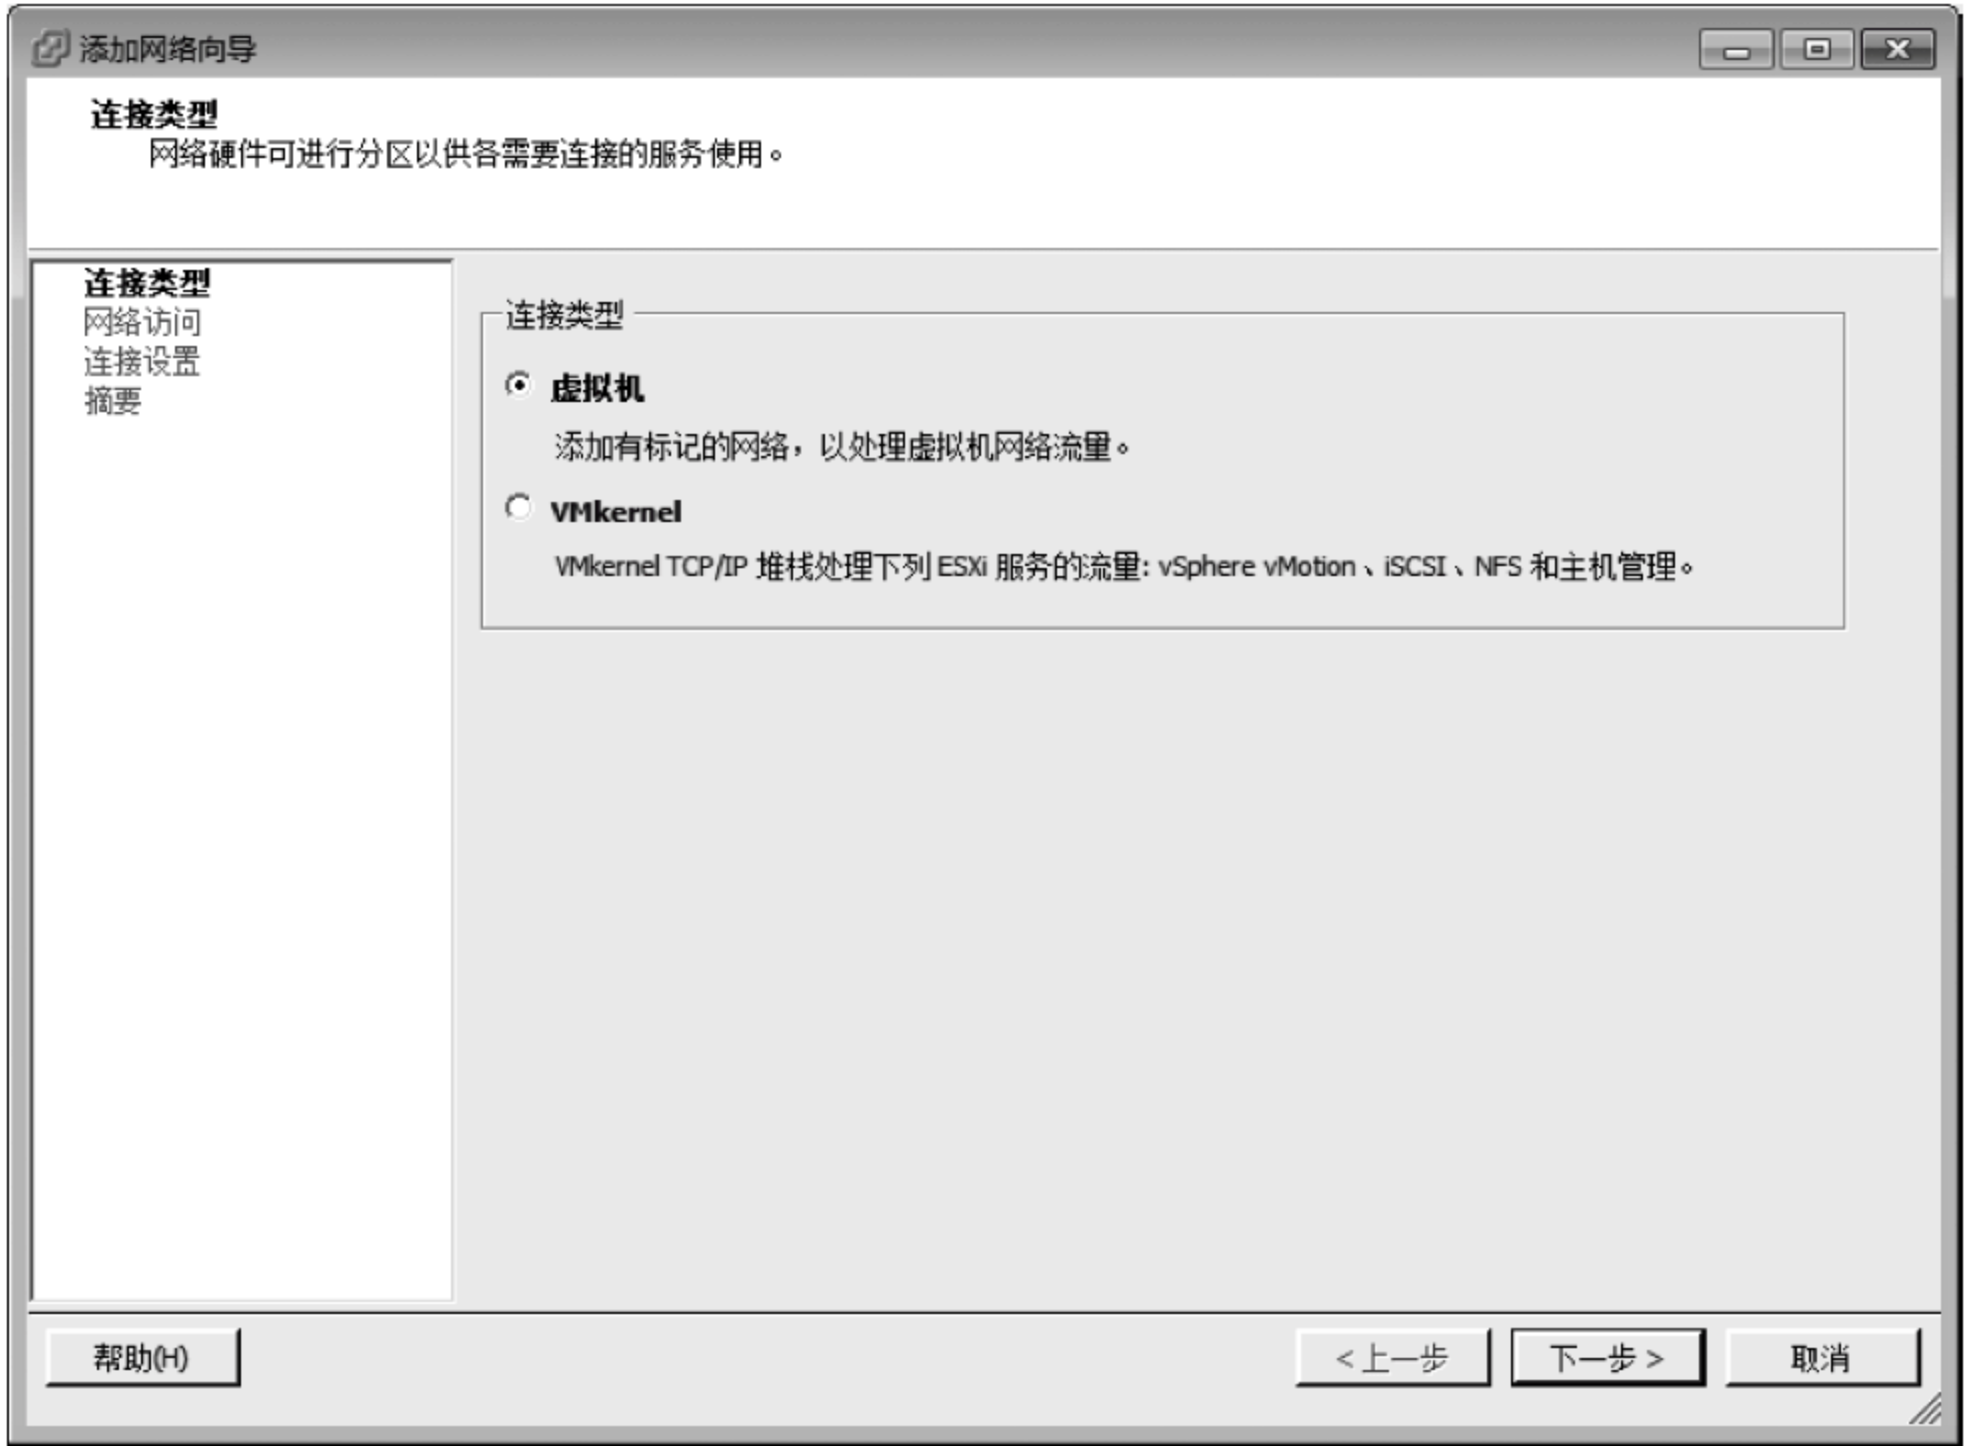 添加网络向导
连接类型
网络硬件可进行分区以供各需要连接的服务使用。
连接类型
网络访问
连接设置
摘要
连接类型
虚拟机
添加有标记的网络，以处理虚拟机网络流量。
VMkernel
VMkernel TCP/IP 堆栈处理下列 ESXi 服务的流量: vSphere vMotion、iSCSI、NFS 和主机管理。
帮助(H)
< 上一步
下一步 >
取消